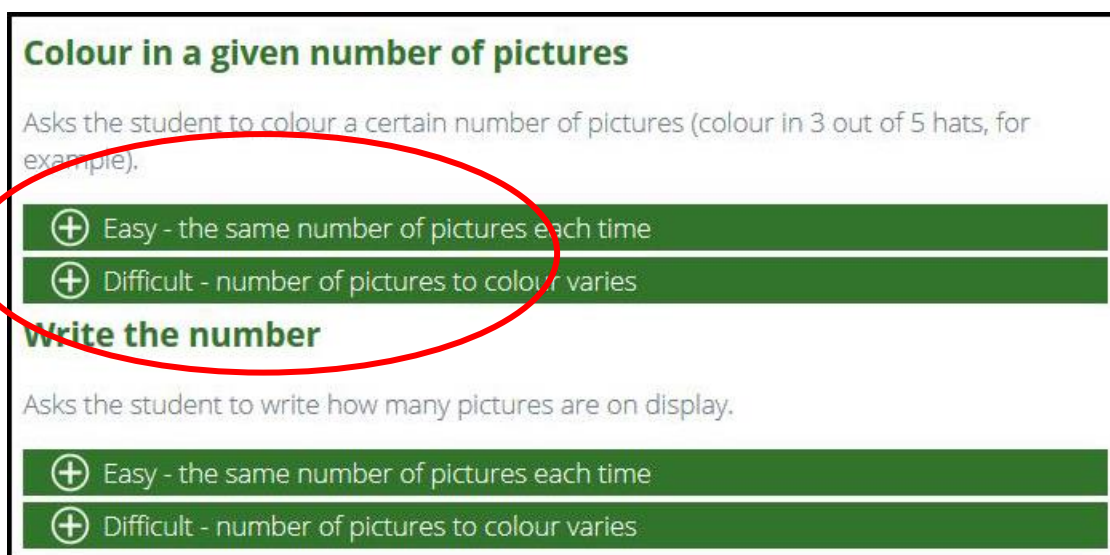 Colour in a given number of pictures
Asks the student to colour a certain number of pictures (colour in 3 out of 5 hats, for
example).
Easy - the same number of pictures each time
Difficult - number of pictures to colour varies
Write the number
Asks the student to write how many pictures are on display.
Easy - the same number of pictures each time
Difficult - number of pictures to colour varies